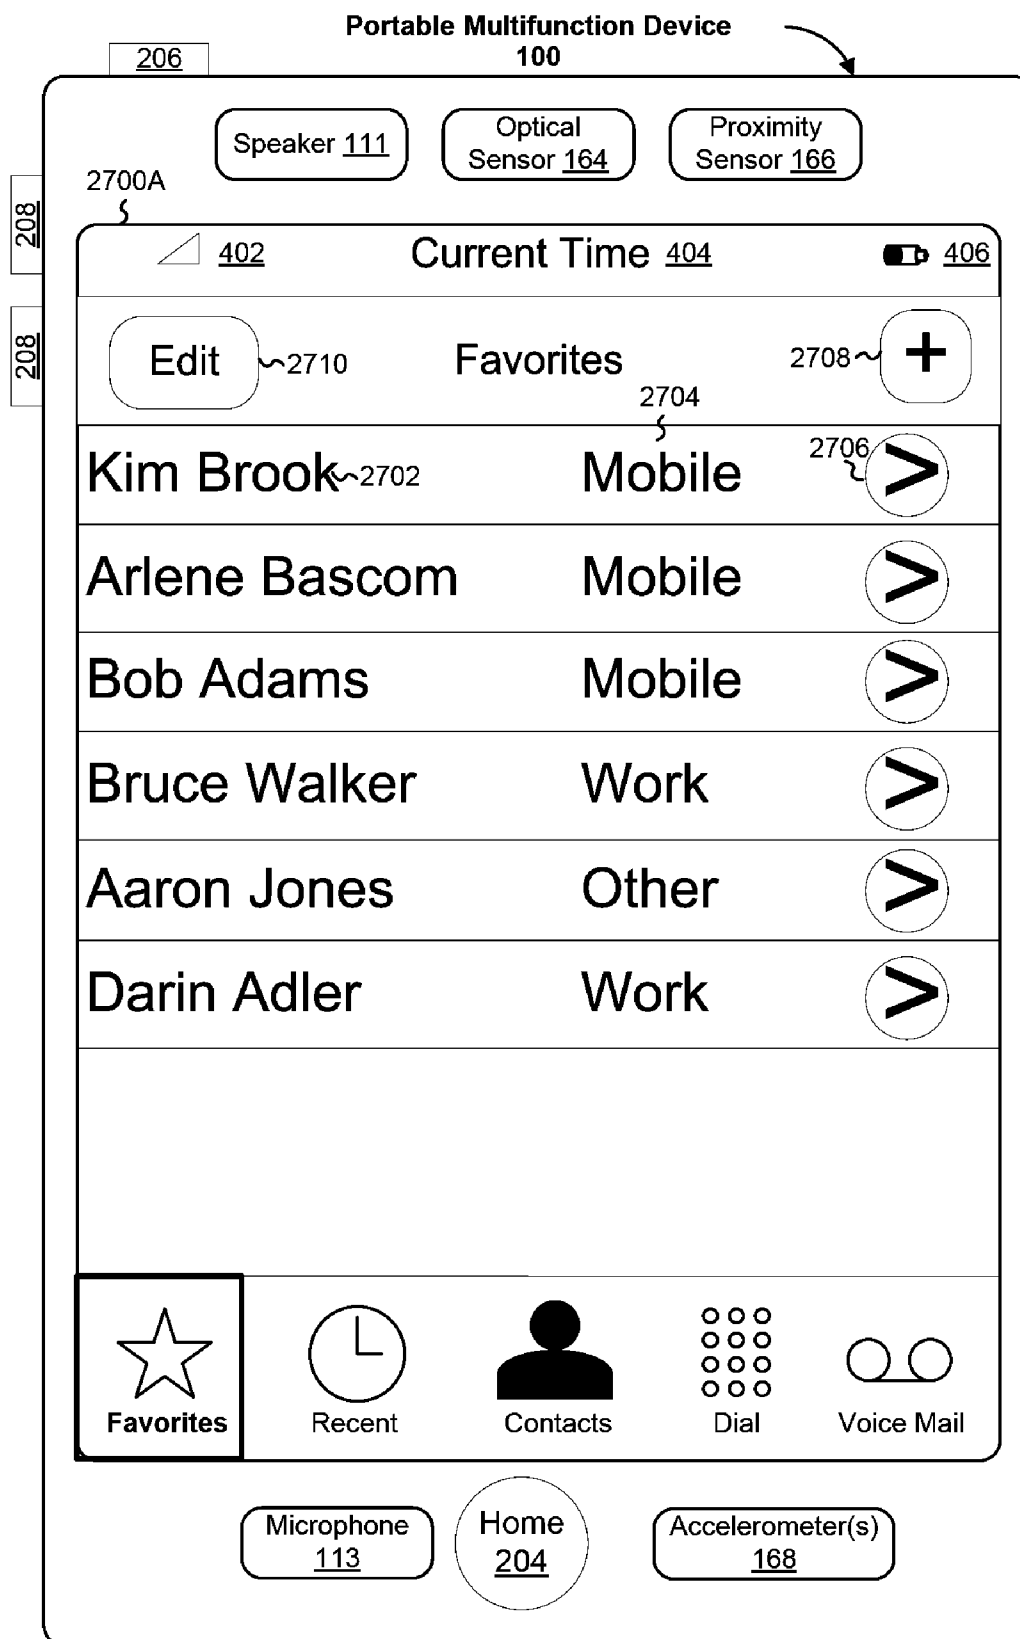 Portable Multifunction Device
100
206
Speaker 111
Optical
Sensor 164
Proximity
Sensor 166
208
2700A
402
Current Time 404
406
208
Edit
2710
Favorites
2708
+
2704
Kim Brook
2702
Mobile
2706
>
Arlene Bascom
Mobile
>
Bob Adams
Mobile
>
Bruce Walker
Work
>
Aaron Jones
Other
>
Darin Adler
Work
>
Favorites
Recent
Contacts
Dial
Voice Mail
Microphone
113
Home
204
Accelerometer(s)
168